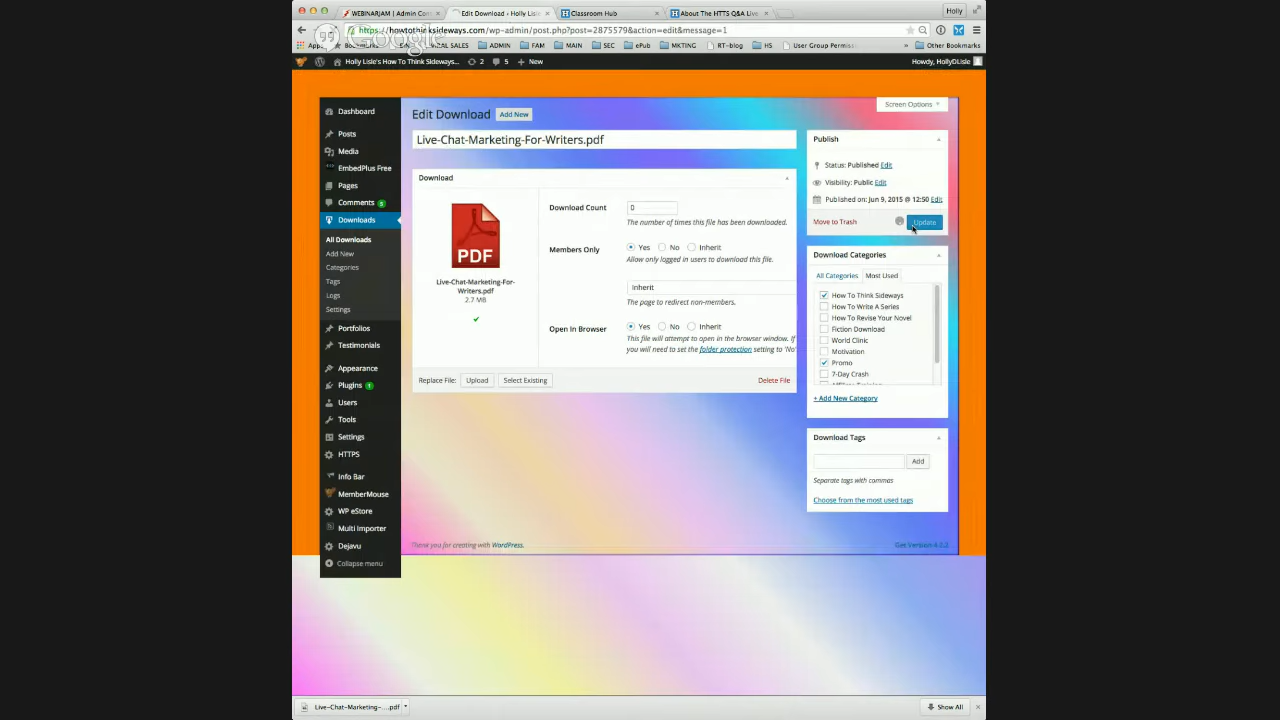 WEBINARJAM | Admin Cont
Edit Download ‹ Holly Lisle's
Classroom Hub
About The HTTS Q&A Live
Holly
https://howtothinksideways.com/wp-admin/post.php?post=2875579&action=edit&message=1
Google
SALES
ADMIN
FAM
MAIN
SEC
ePub
MKTING
RT-blog
HS
User Group Permis
Other Bookmarks
Holly Lisle's How To Think Sideways...
2
5
+ New
Howdy, HollyDLisle
Screen Options
Dashboard
Posts
Media
EmbedPlus Free
Pages
Comments 5
Downloads
All Downloads
Add New
Categories
Tags
Logs
Settings
Portfolios
Testimonials
Appearance
Plugins 1
Users
Tools
Settings
HTTPS
Info Bar
MemberMouse
WP eStore
Multi Importer
Dejavu
Collapse menu
Edit Download Add New
Live-Chat-Marketing-For-Writers.pdf
Download
PDF
Live-Chat-Marketing-For-
Writers.pdf
2.7 MB
Download Count 0
The number of times this file has been downloaded.
Members Only Yes No Inherit
Allow only logged in users to download this file.
Inherit
The page to redirect non-members.
Open In Browser Yes No Inherit
This file will attempt to open in the browser window. If
you will need to set the folder protection setting to 'No'
Replace File: Upload Select Existing Delete File
Publish
Status: Published Edit
Visibility: Public Edit
Published on: Jun 9, 2015 @ 12:50 Edit
Move to Trash Update
Download Categories
All Categories Most Used
How To Think Sideways
How To Write A Series
How To Revise Your Novel
Fiction Download
World Clinic
Motivation
Promo
7-Day Crash
+ Add New Category
Download Tags
Add
Separate tags with commas
Choose from the most used tags
Thank you for creating with WordPress.
Get Version 4.2.2
Live-Chat-Marketing-....pdf
Show All